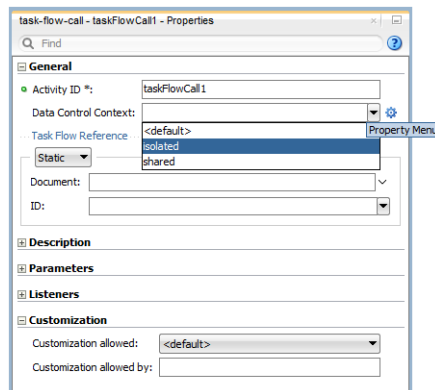 task-flow-call - taskFlowCall1 - Properties
Find
General
Activity ID *: taskFlowCall1
Data Control Context:
Property Menu
<default>
isolated
shared
Task Flow Reference
Static
Document:
ID:
Description
Parameters
Listeners
Customization
Customization allowed: <default>
Customization allowed by: